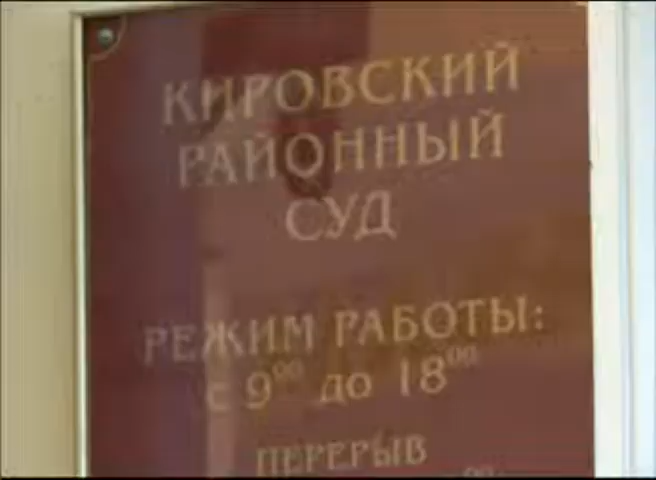 КИРОВСКИЙ
РАЙОННЫЙ
СУД
РЕЖИМ РАБОТЫ:
с 9⁰⁰ до 18⁰⁰
ПЕРЕРЫВ